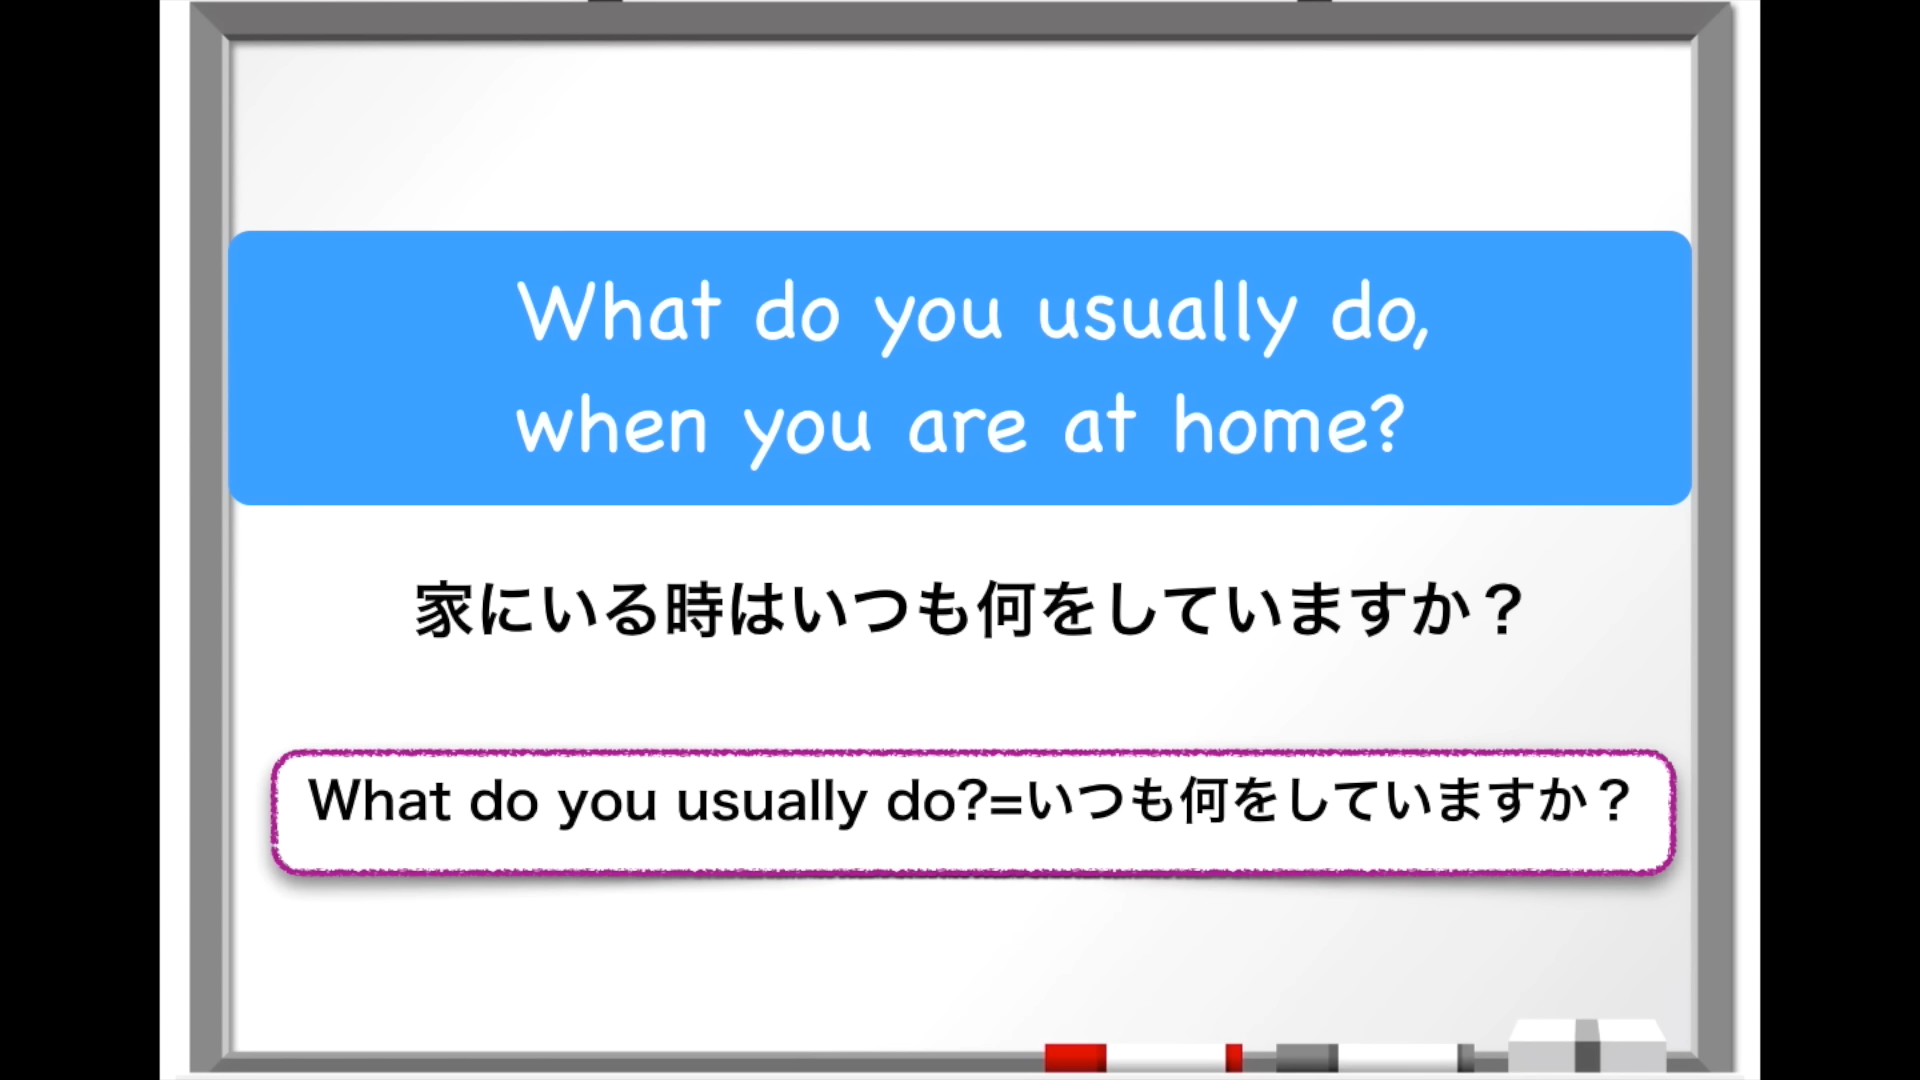 What do you usually do,
when you are at home?
家にいる時はいつも何をしていますか？
What do you usually do?=いつも何をしていますか？